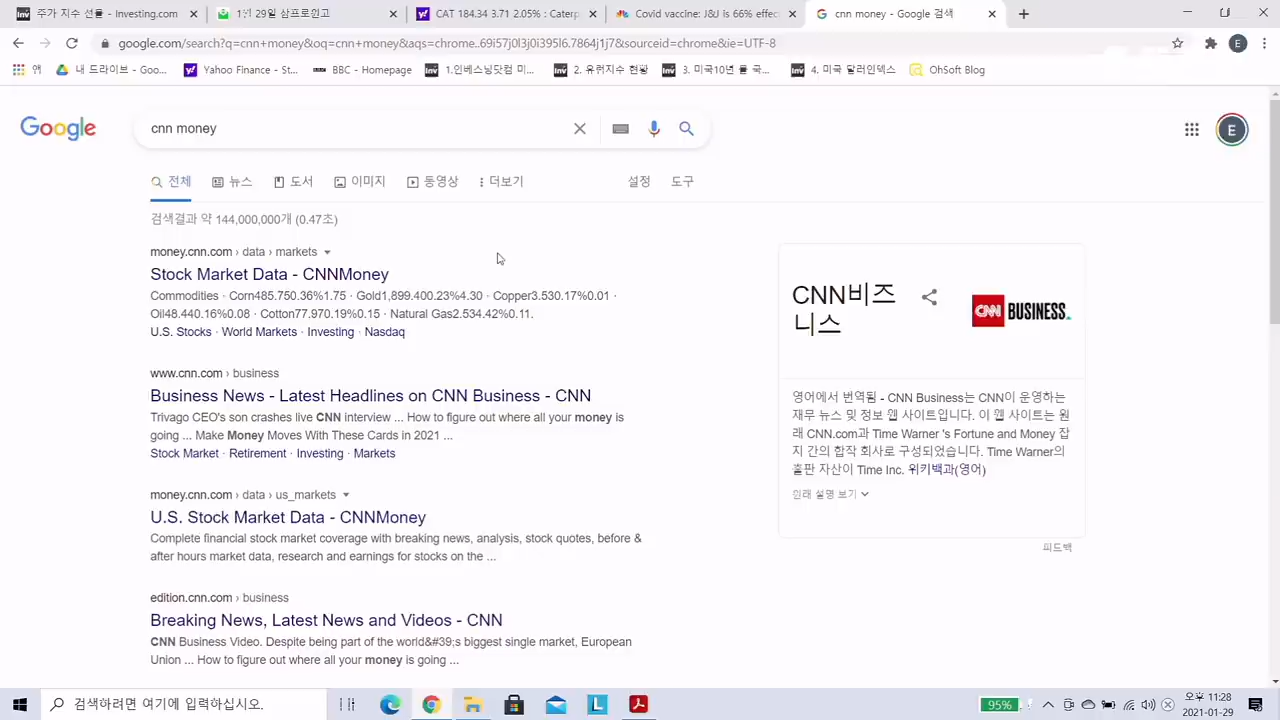 주가 지수 선물 - Investing.com
1월 29일 삼프로원고
CAT 184.34 3.71 2.05% : Caterp
Covid vaccine: J&J is 66% effec
cnn money - Google 검색
google.com/search?q=cnn+money&oq=cnn+money&aqs=chrome..69i57j0l3j0i395l6.7864j1j7&sourceid=chrome&ie=UTF-8
E
앱
내 드라이브 - Goo...
Yahoo Finance - St...
BBC - Homepage
1.인베스닝닷컴 미...
2. 유럽지수 현황
3. 미국10년 물 국...
4. 미국 달러인덱스
OhSoft Blog
Google
cnn money
E
전체
뉴스
도서
이미지
동영상
더보기
설정
도구
검색결과 약 144,000,000개 (0.47초)
money.cnn.com › data › markets
Stock Market Data - CNNMoney
Commodities · Corn485.750.36%1.75 · Gold1,899.400.23%4.30 · Copper3.530.17%0.01 ·
Oil48.440.16%0.08 · Cotton77.970.19%0.15 · Natural Gas2.534.42%0.11.
U.S. Stocks · World Markets · Investing · Nasdaq
www.cnn.com › business
Business News - Latest Headlines on CNN Business - CNN
Trivago CEO's son crashes live CNN interview ... How to figure out where all your money is
going ... Make Money Moves With These Cards in 2021 ...
Stock Market · Retirement · Investing · Markets
money.cnn.com › data › us_markets
U.S. Stock Market Data - CNNMoney
Complete financial stock market coverage with breaking news, analysis, stock quotes, before &
after hours market data, research and earnings for stocks on the ...
edition.cnn.com › business
Breaking News, Latest News and Videos - CNN
CNN Business Video. Despite being part of the world&#39;s biggest single market, European
Union ... How to figure out where all your money is going ...
CNN비즈
니스
CNN BUSINESS
영어에서 번역됨 - CNN Business는 CNN이 운영하는
재무 뉴스 및 정보 웹 사이트입니다. 이 웹 사이트는 원
래 CNN.com과 Time Warner 's Fortune and Money 잡
지 간의 합작 회사로 구성되었습니다. Time Warner의
출판 자산이 Time Inc. 위키백과(영어)
원래 설명 보기
피드백
검색하려면 여기에 입력하십시오.
95%
오후 11:28
2021-01-29